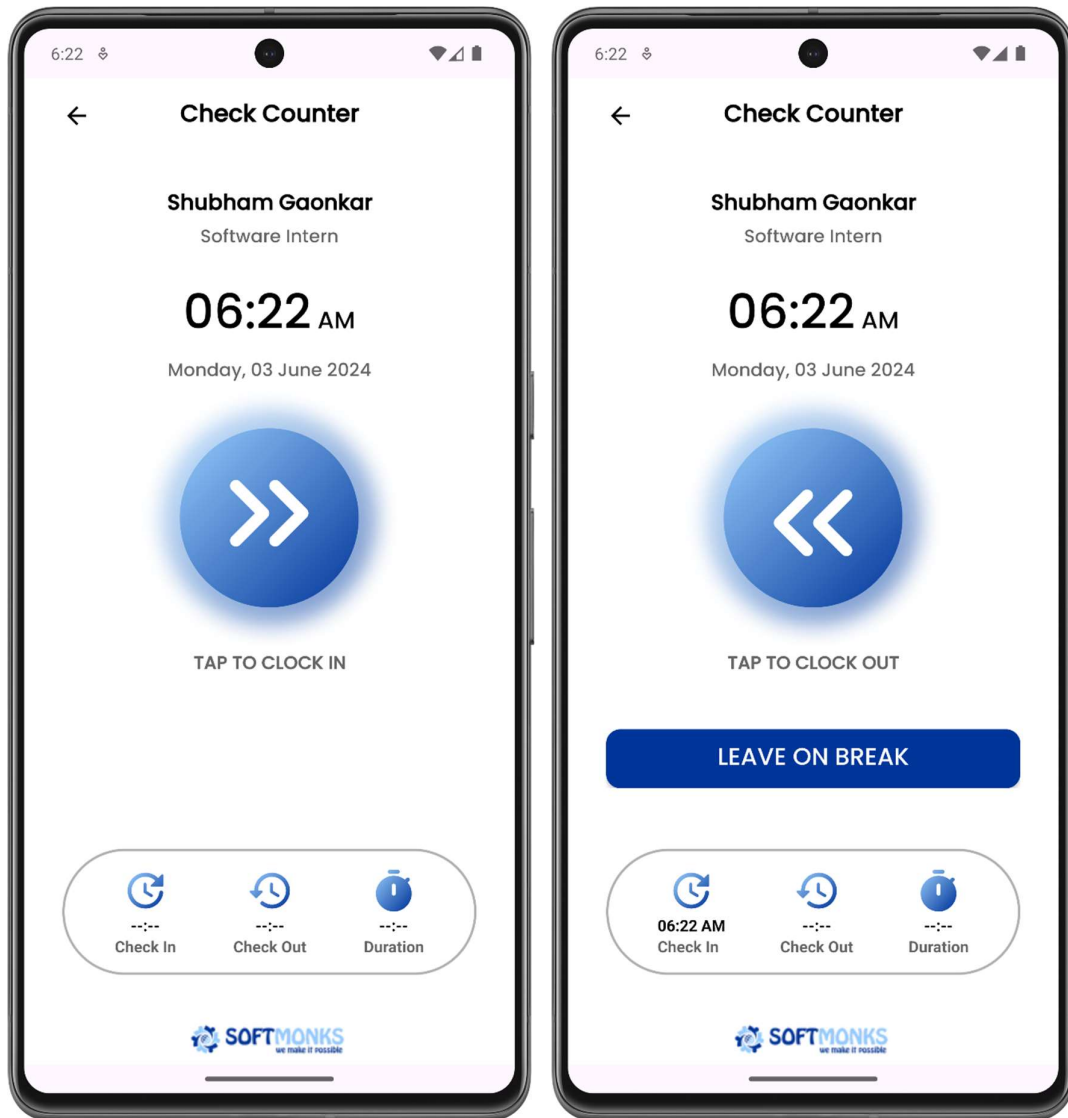 6:22
Check Counter
Shubham Gaonkar
Software Intern
06:22 AM
Monday, 03 June 2024
TAP TO CLOCK IN
--:--
Check In
--:--
Check Out
--:--
Duration
SOFTMONKS
we make it possible
6:22
Check Counter
Shubham Gaonkar
Software Intern
06:22 AM
Monday, 03 June 2024
TAP TO CLOCK OUT
LEAVE ON BREAK
06:22 AM
Check In
--:--
Check Out
--:--
Duration
SOFTMONKS
we make it possible